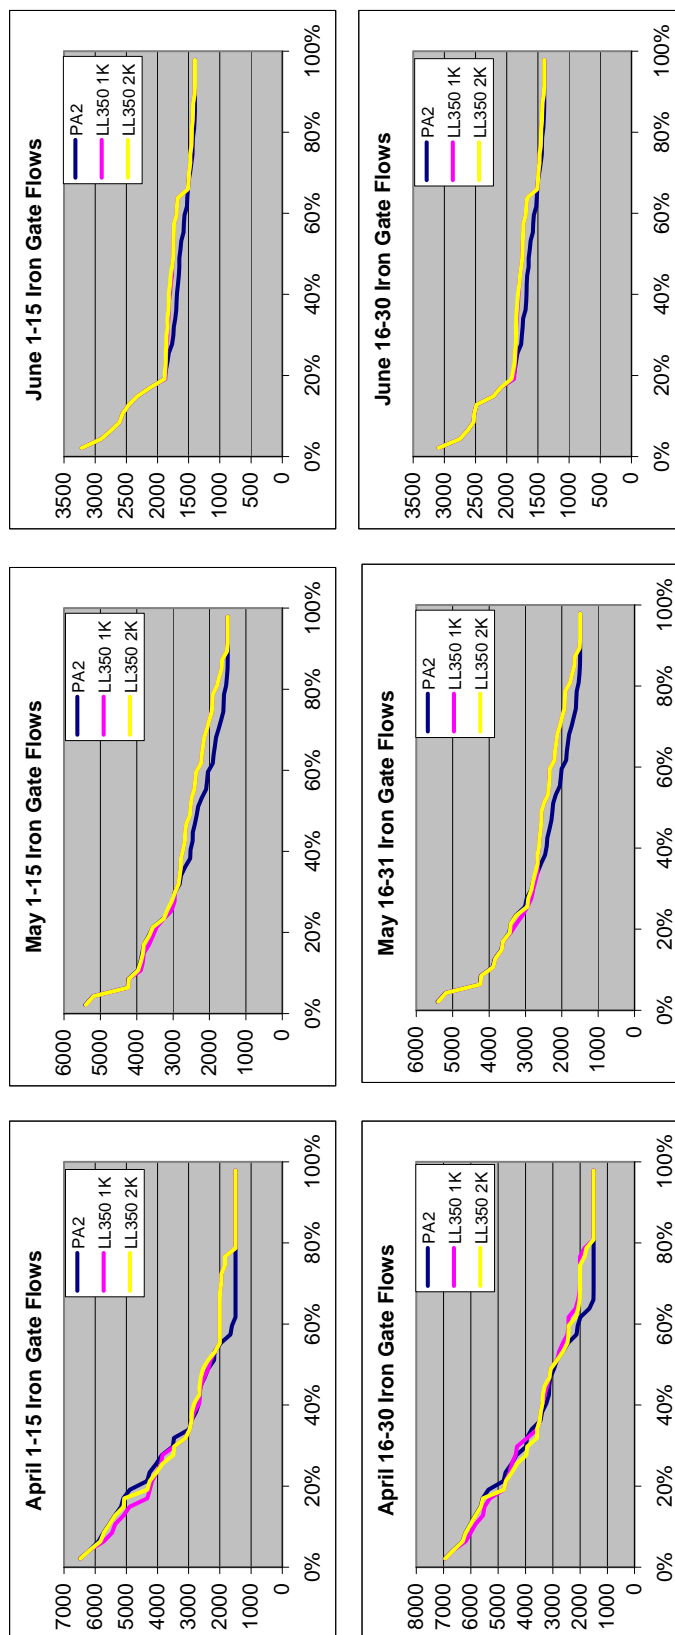 April 1-15 Iron Gate Flows
7000
6000
5000
4000
3000
2000
1000
0
0% 20% 40% 60% 80% 100%
PA2
LL350 1K
LL350 2K
May 1-15 Iron Gate Flows
6000
5000
4000
3000
2000
1000
0
0% 20% 40% 60% 80% 100%
PA2
LL350 1K
LL350 2K
June 1-15 Iron Gate Flows
3500
3000
2500
2000
1500
1000
500
0
0% 20% 40% 60% 80% 100%
PA2
LL350 1K
LL350 2K
April 16-30 Iron Gate Flows
8000
7000
6000
5000
4000
3000
2000
1000
0
0% 20% 40% 60% 80% 100%
PA2
LL350 1K
LL350 2K
May 16-31 Iron Gate Flows
6000
5000
4000
3000
2000
1000
0
0% 20% 40% 60% 80% 100%
PA2
LL350 1K
LL350 2K
June 16-30 Iron Gate Flows
3500
3000
2500
2000
1500
1000
500
0
0% 20% 40% 60% 80% 100%
PA2
LL350 1K
LL350 2K